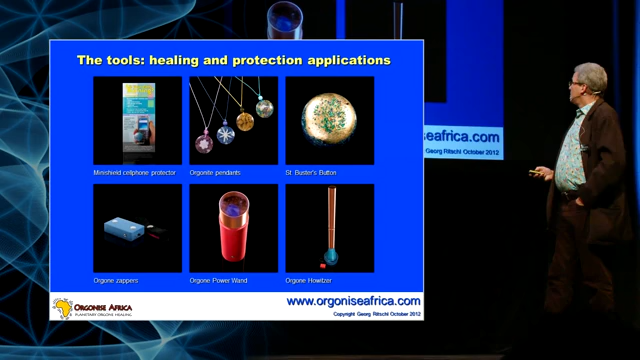 The tools: healing and protection applications
Minishield cellphone protector
Orgonite pendants
St. Buster's Button
Orgone zappers
Orgone Power Wand
Orgone Howitzer
ORGONISE AFRICA
PLANETARY ORGONE HEALING
www.orgoniseafrica.com
Copyright Georg Ritschl October 2012
seafrica.com
Georg Ritschl October 2012